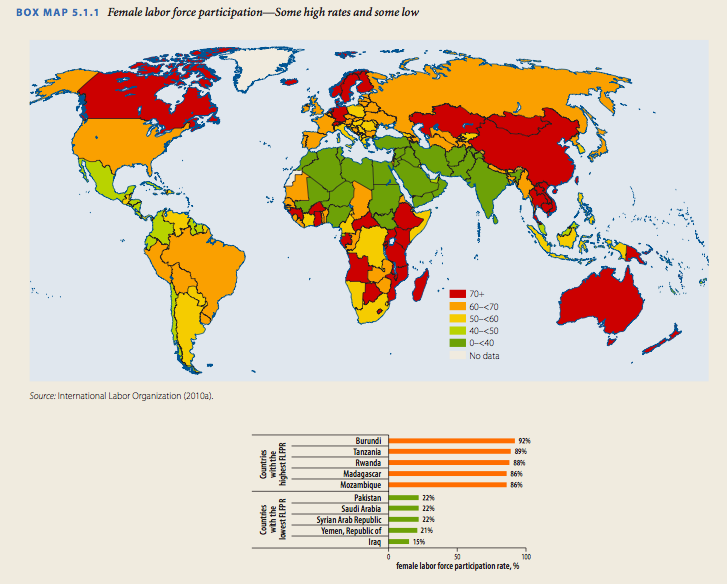 BOX MAP 5.1.1 Female labor force participation—Some high rates and some low
70+
60–<70
50–<60
40–<50
0–<40
No data
Source: International Labor Organization (2010a).
Countries
with the
highest FLFPR
Burundi 92%
Tanzania 89%
Rwanda 88%
Madagascar 86%
Mozambique 86%
Countries
with the
lowest FLFPR
Pakistan 22%
Saudi Arabia 22%
Syrian Arab Republic 22%
Yemen, Republic of 21%
Iraq 15%
0 50 100
female labor force participation rate, %